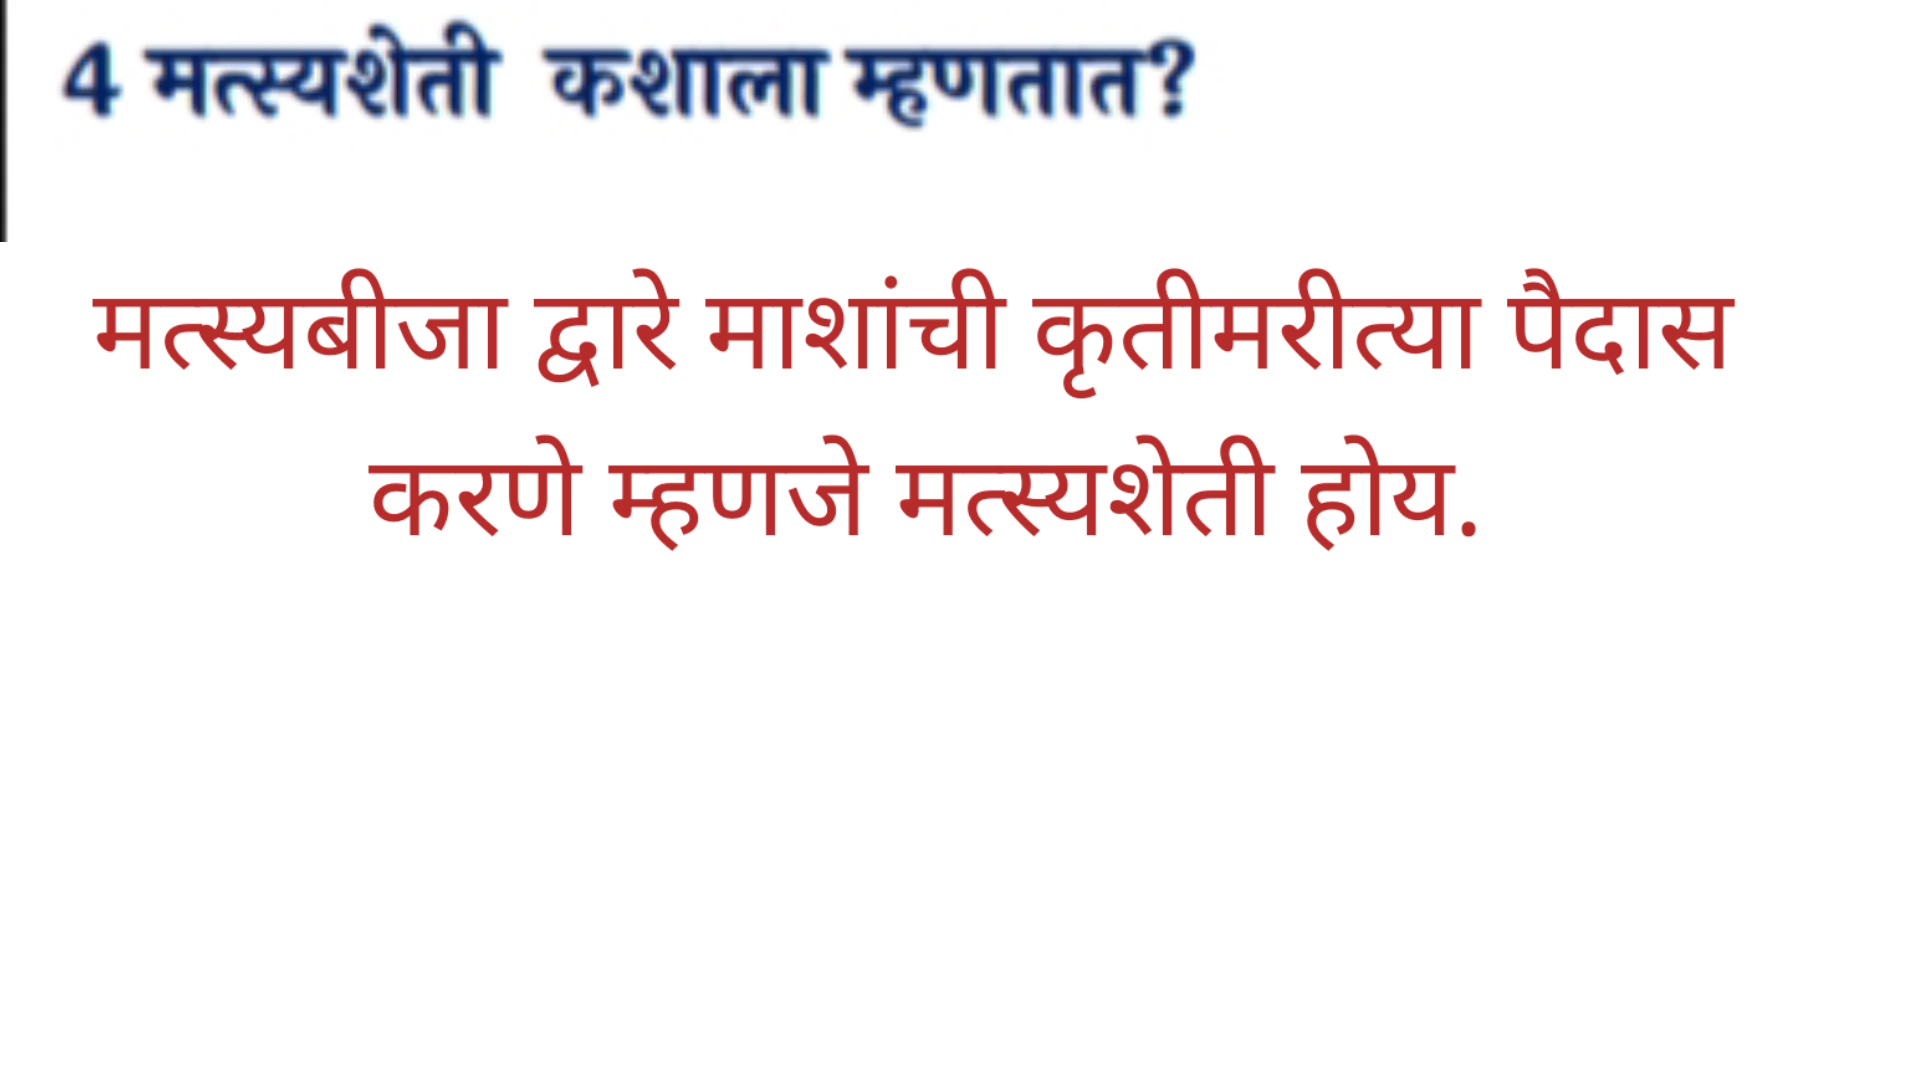 4 मत्स्यशेती कशाला म्हणतात?
मत्स्यबीजा द्वारे माशांची कृतीमरीत्या पैदास
करणे म्हणजे मत्स्यशेती होय.